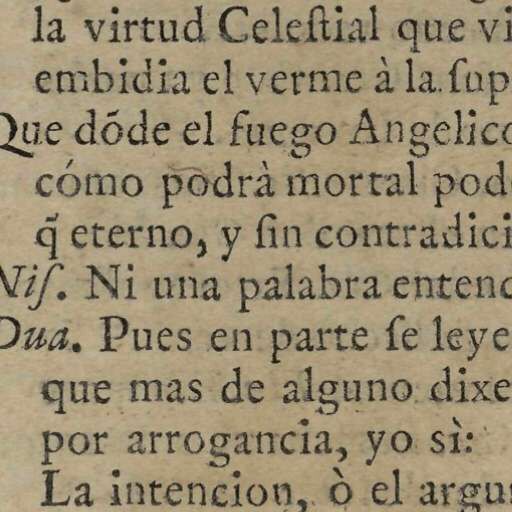 la virtud Celeſtial que vi
embidia el verme à la ſup
Que dõde el fuego Angelico
cómo podrà mortal pod
q̃ eterno, y ſin contradici
Niſ. Ni una palabra entend
Dua. Pues en parte ſe leye
que mas de alguno dixe
por arrogancia, yo sì:
La intencion, ò el argu